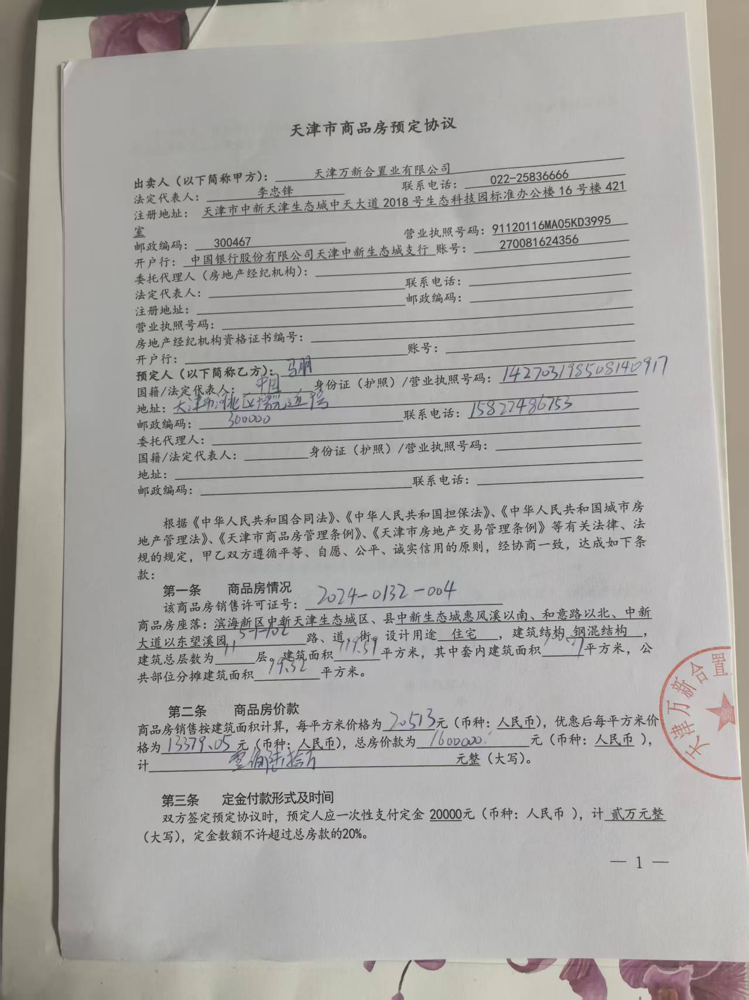 天津市商品房预定协议
出卖人（以下简称甲方）： 天津万新合置业有限公司
法定代表人： 李忠锋 联系电话： 022-25836666
注册地址： 天津市中新天津生态城中天大道 2018 号生态科技园标准办公楼 16 号楼 421
室
邮政编码： 300467 营业执照号码：91120116MA05KD3995
开户行： 中国银行股份有限公司天津中新生态城支行 账号： 270081624356
委托代理人（房地产经纪机构）：
法定代表人： 联系电话：
注册地址： 邮政编码：
营业执照号码：
房地产经纪机构资格证书编号：
开户行： 账号：
预定人（以下简称乙方）： 马朋
国籍/法定代表人： 中国 身份证（护照）/营业执照号码： 142703198508140917
地址：天津市河北区增光道
邮政编码： 300000 联系电话：15822486753
委托代理人：
国籍/法定代表人： 身份证（护照）/营业执照号码：
地址：
邮政编码： 联系电话：
根据《中华人民共和国合同法》、《中华人民共和国担保法》、《中华人民共和国城市房
地产管理法》、《天津市商品房管理条例》、《天津市房地产交易管理条例》等有关法律、法
规的规定，甲乙双方遵循平等、自愿、公平、诚实信用的原则，经协商一致，达成如下条
款：
第一条 商品房情况
该商品房销售许可证号： 2024-0132-004
商品房座落：滨海新区中新天津生态城区、县中新生态城惠风溪以南、和意路以北、中新
大道以东望溪园 5-1-102 路、道、街，设计用途 住宅 ，建筑结构 钢混结构 ，
建筑总层数为 11 层。建筑面积 119.59 平方米，其中套内建筑面积 100.27 平方米，公
共部位分摊建筑面积 19.32 平方米。
第二条 商品房价款
商品房销售按建筑面积计算，每平方米价格为 20513 元（币种：人民币），优惠后每平方米价
格为 13379.05 元（币种：人民币），总房价款为 1600000. 元（币种：人民币 ），
计 壹佰陆拾万 元整（大写）。
第三条 定金付款形式及时间
双方签定预定协议时，预定人应一次性支付定金 20000元（币种：人民币 ），计 贰万元整
（大写），定金数额不许超过总房款的20%。
— 1 —
天津万新合置